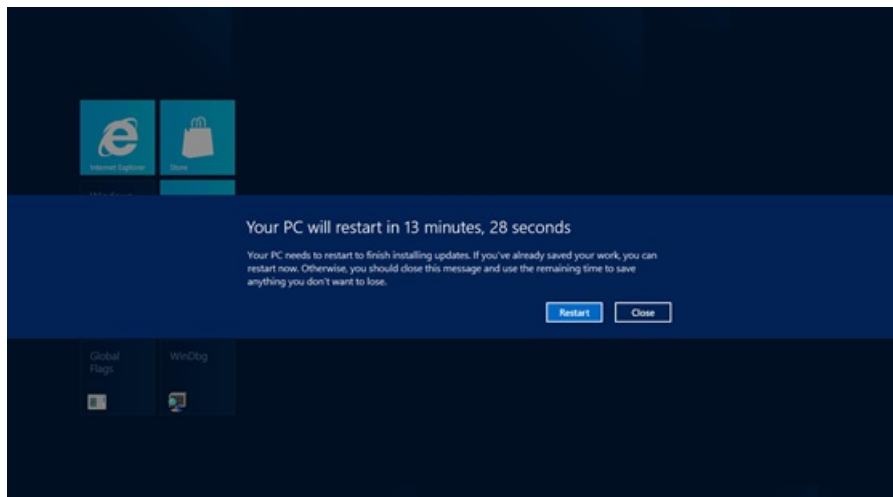 Internet Explorer
Store
Your PC will restart in 13 minutes, 28 seconds
Your PC needs to restart to finish installing updates. If you've already saved your work, you can
restart now. Otherwise, you should close this message and use the remaining time to save
anything you don't want to lose.
Restart
Close
Global
Flags
WinDbg